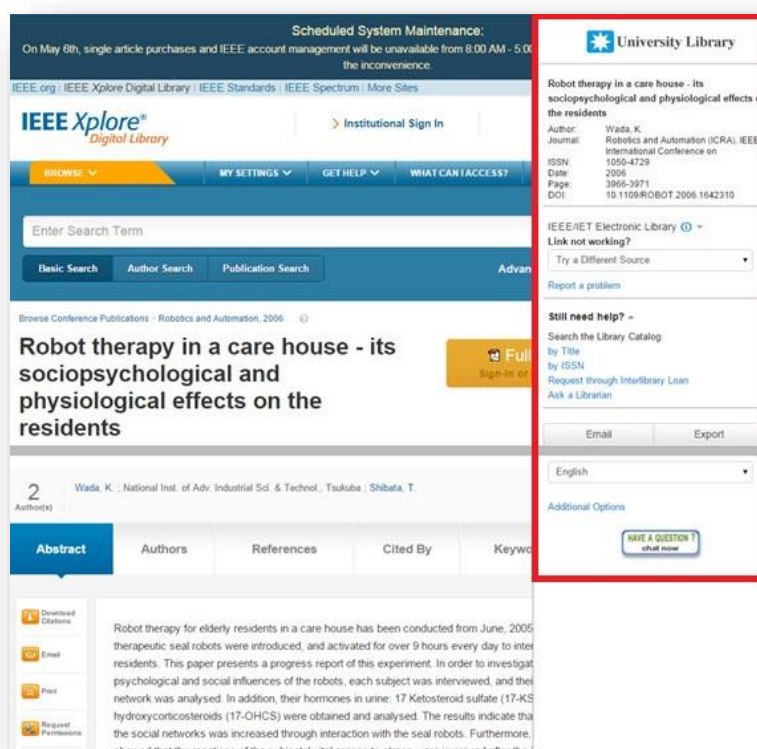 Scheduled System Maintenance:
On May 6th, single article purchases and IEEE account management will be unavailable from 8:00 AM - 5:0
the inconvenience.
IEEE.org | IEEE Xplore Digital Library | IEEE Standards | IEEE Spectrum | More Sites
IEEE Xplore®
Digital Library
> Institutional Sign In
BROWSE
MY SETTINGS
GET HELP
WHAT CAN I ACCESS?
Enter Search Term
Basic Search
Author Search
Publication Search
Advan
Browse Conference Publications > Robotics and Automation, 2006 ...
Robot therapy in a care house - its
sociopsychological and
physiological effects on the
residents
Full
Sign-In or
2
Author(s)
Wada, K. ; National Inst. of Adv. Industrial Sci. & Technol., Tsukuba ; Shibata, T.
Abstract
Authors
References
Cited By
Keywo
Download
Citations
Email
Print
Request
Permissions
Robot therapy for elderly residents in a care house has been conducted from June, 2005
therapeutic seal robots were introduced, and activated for over 9 hours every day to inter
residents. This paper presents a progress report of this experiment. In order to investigat
psychological and social influences of the robots, each subject was interviewed, and thei
network was analysed. In addition, their hormones in urine: 17 Ketosteroid sulfate (17-KS
hydroxycorticosteroids (17-OHCS) were obtained and analysed. The results indicate tha
the social networks was increased through interaction with the seal robots. Furthermore,
University Library
Robot therapy in a care house - its
sociopsychological and physiological effects
the residents
Author: Wada, K.
Journal: Robotics and Automation (ICRA), IEEE
International Conference on
ISSN: 1050-4729
Date: 2006
Page: 3966-3971
DOI: 10.1109/ROBOT.2006.1642310
IEEE/IET Electronic Library
Link not working?
Try a Different Source
Report a problem
Still need help?
Search the Library Catalog:
by Title
by ISSN
Request through Interlibrary Loan
Ask a Librarian
Email
Export
English
Additional Options
HAVE A QUESTION ?
chat now